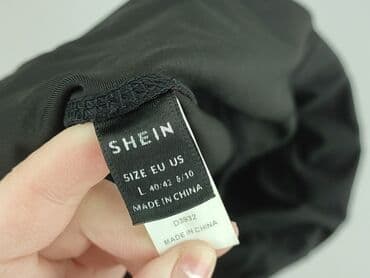 SHEIN
SIZE EU US
L 40/42 8/10
MADE IN CHINA
D3932
MADE IN CHINA